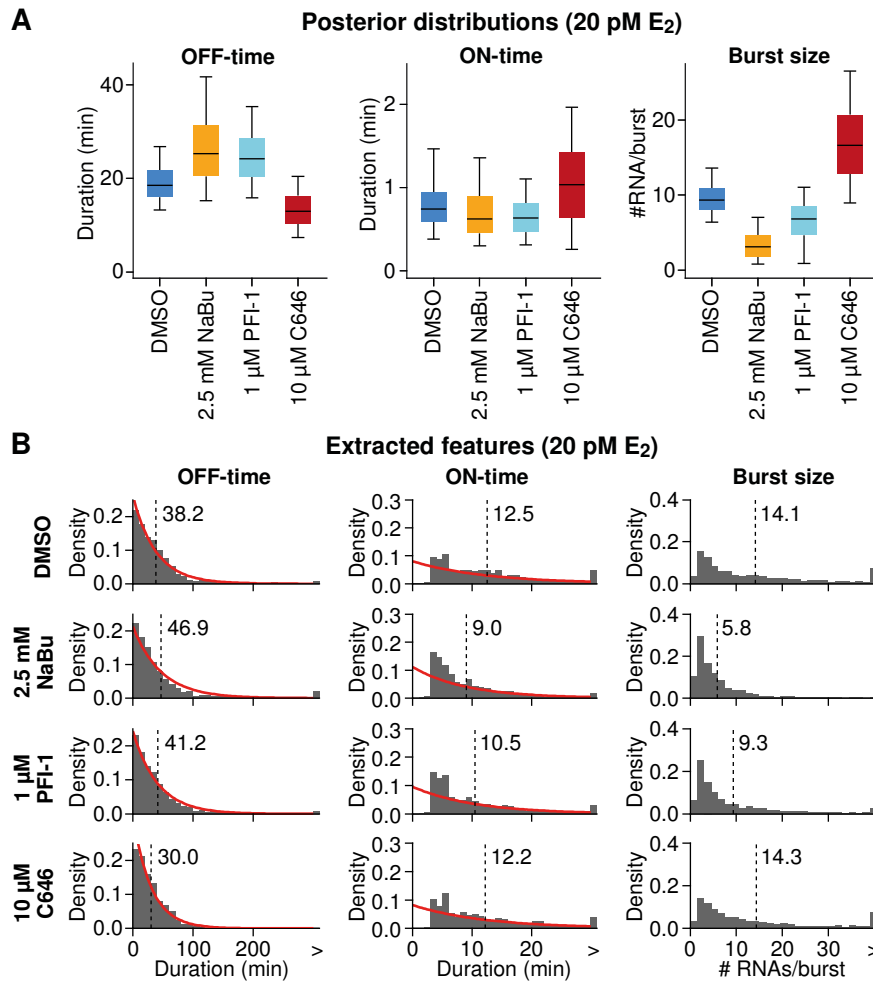 A
Posterior distributions (20 pM E2)
OFF-time
ON-time
Burst size
Duration (min)
40
20
0
DMSO
2.5 mM NaBu
1 µM PFI-1
10 µM C646
Duration (min)
2
1
0
DMSO
2.5 mM NaBu
1 µM PFI-1
10 µM C646
#RNA/burst
20
10
0
DMSO
2.5 mM NaBu
1 µM PFI-1
10 µM C646
B
Extracted features (20 pM E2)
OFF-time
ON-time
Burst size
DMSO
Density
0.2
0.1
0.0
38.2
Density
0.3
0.2
0.1
0.0
12.5
Density
0.4
0.2
0.0
14.1
2.5 mM
NaBu
Density
0.2
0.1
0.0
46.9
Density
0.3
0.2
0.1
0.0
9.0
Density
0.4
0.2
0.0
5.8
1 µM
PFI-1
Density
0.2
0.1
0.0
41.2
Density
0.3
0.2
0.1
0.0
10.5
Density
0.4
0.2
0.0
9.3
10 µM
C646
Density
0.2
0.1
0.0
30.0
Density
0.3
0.2
0.1
0.0
12.2
Density
0.4
0.2
0.0
14.3
0 100 200 >
Duration (min)
0 10 20 >
Duration (min)
0 10 20 30 >
# RNAs/burst